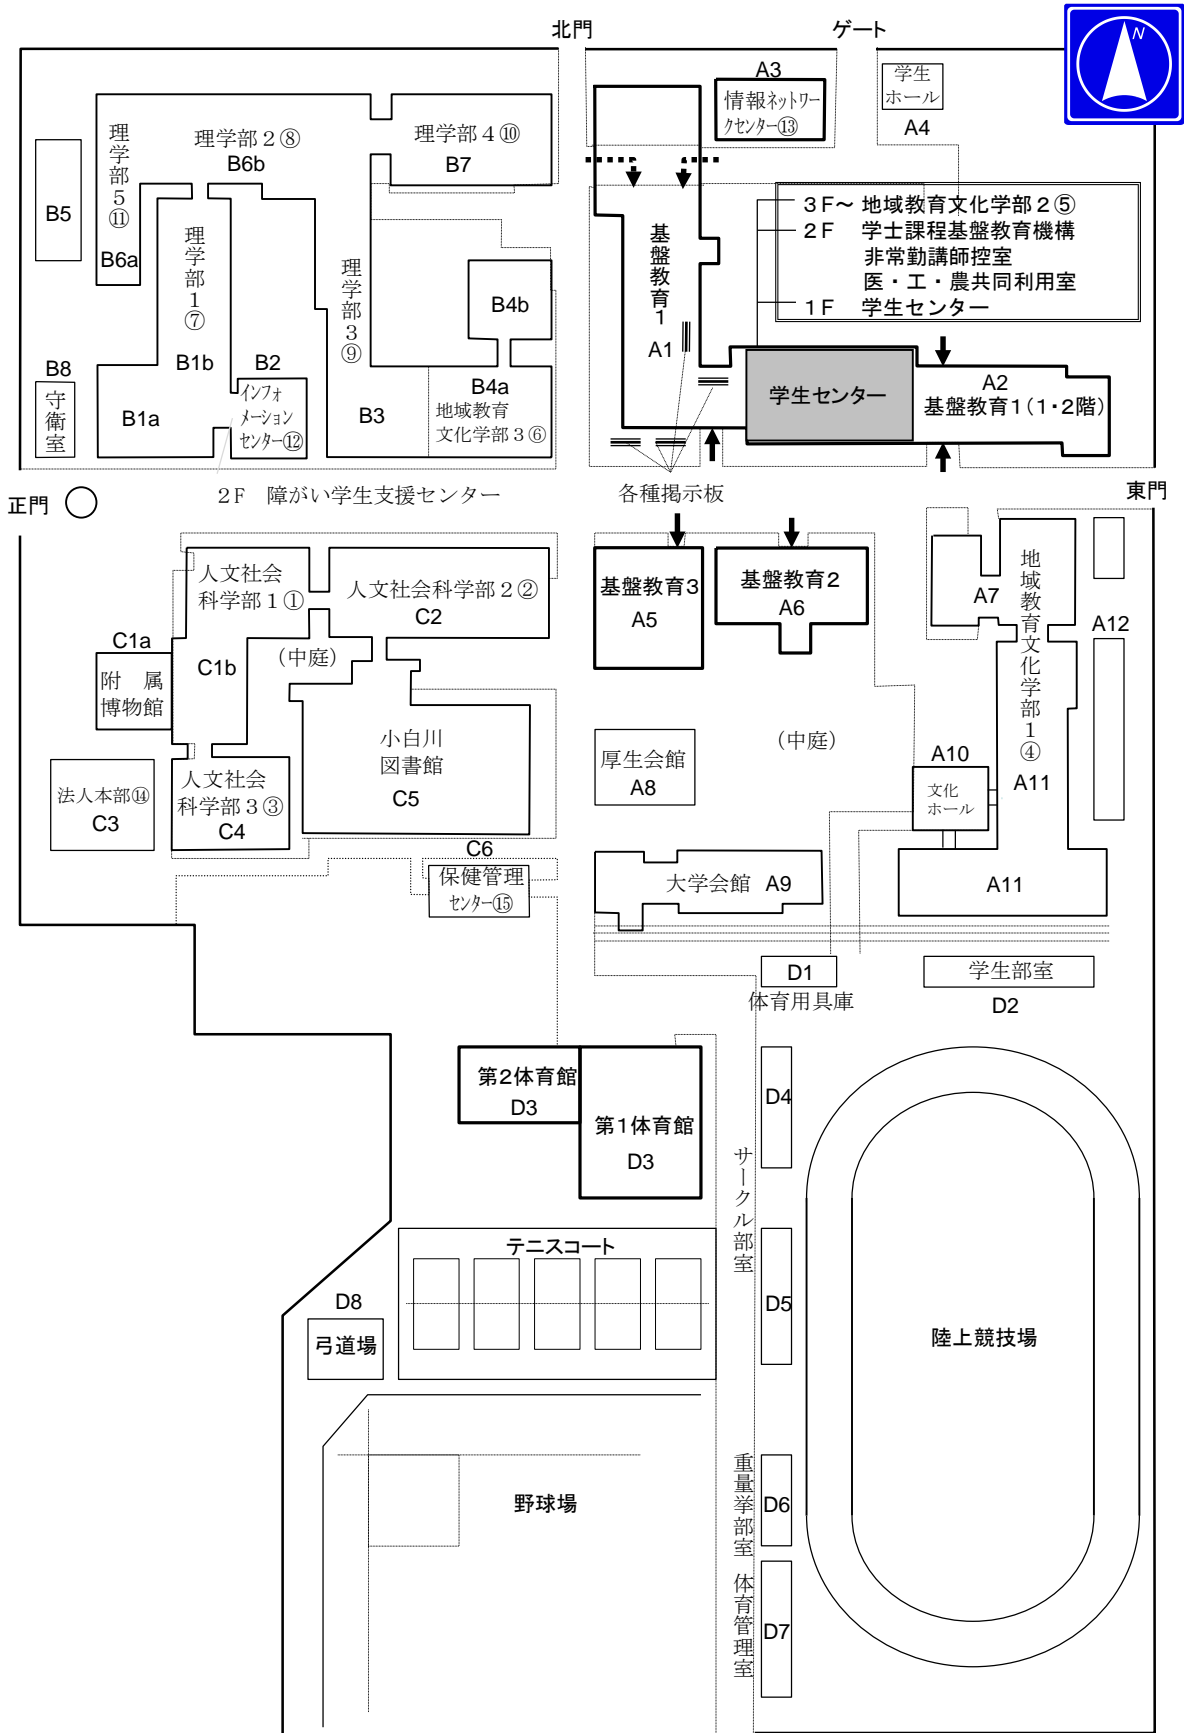 北門
ゲート
N
A3
情報ネットワー
クセンター⑬
学生
ホール
A4
理学部5⑪
理学部2⑧
B6b
理学部4⑩
B7
B5
B6a
理学部1⑦
理学部3⑨
B4b
基盤教育1
A1
3F～ 地域教育文化学部2⑤
2F 学士課程基盤教育機構
非常勤講師控室
医・工・農共同利用室
1F 学生センター
B8
守衛室
B1a
B1b
B2
インフォ
メーション
センター⑫
B3
B4a
地域教育
文化学部3⑥
学生センター
A2
基盤教育1(1・2階)
2F 障がい学生支援センター
各種掲示板
正門
東門
人文社会
科学部1①
人文社会科学部2②
C2
基盤教育3
A5
基盤教育2
A6
A7
地域教育文化学部1④
A12
C1a
附属
博物館
C1b
(中庭)
小白川
図書館
C5
厚生会館
A8
(中庭)
A10
文化
ホール
A11
法人本部⑭
C3
人文社会
科学部3③
C4
C6
保健管理
センター⑮
大学会館 A9
A11
D1
体育用具庫
学生部室
D2
第2体育館
D3
第1体育館
D3
サークル部室
D4
テニスコート
D5
D8
弓道場
陸上競技場
野球場
重量挙部室
D6
体育管理室
D7